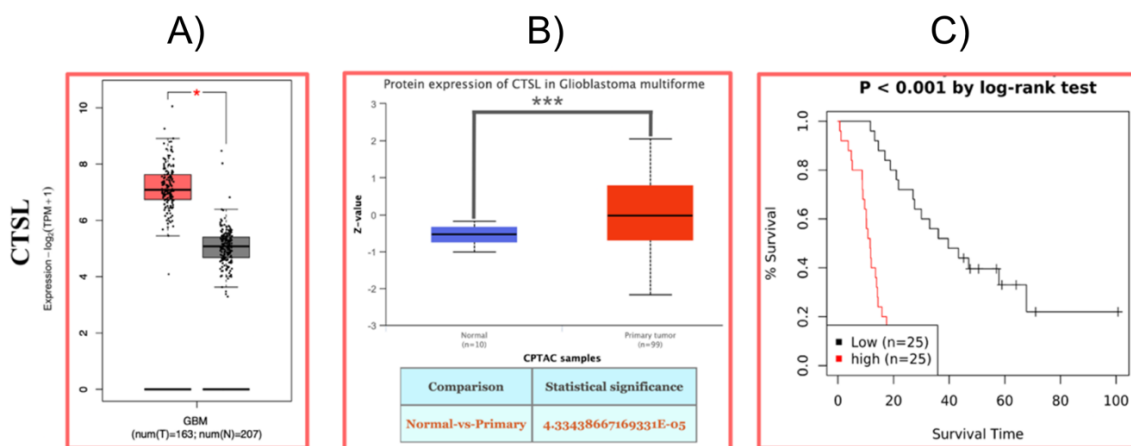 A)
B)
C)
CTSL
Expression – log₂(TPM + 1)
10
8
6
4
2
0
*
GBM
(num(T)=163; num(N)=207)
Protein expression of CTSL in Glioblastoma multiforme
***
Z-value
3
2
1
0
-1
-2
-3
Normal
(n=10)
Primary tumor
(n=99)
CPTAC samples
Comparison Statistical significance
Normal-vs-Primary 4.33438667169331E-05
P < 0.001 by log-rank test
% Survival
1.0
0.8
0.6
0.4
0.2
0.0
Low (n=25)
high (n=25)
0 20 40 60 80 100
Survival Time